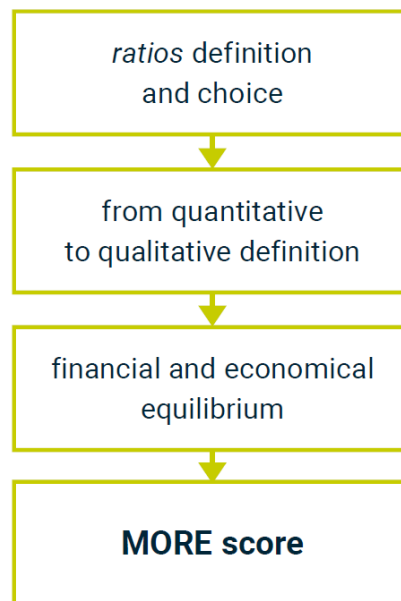 ratios definition
and choice
from quantitative
to qualitative definition
financial and economical
equilibrium
MORE score